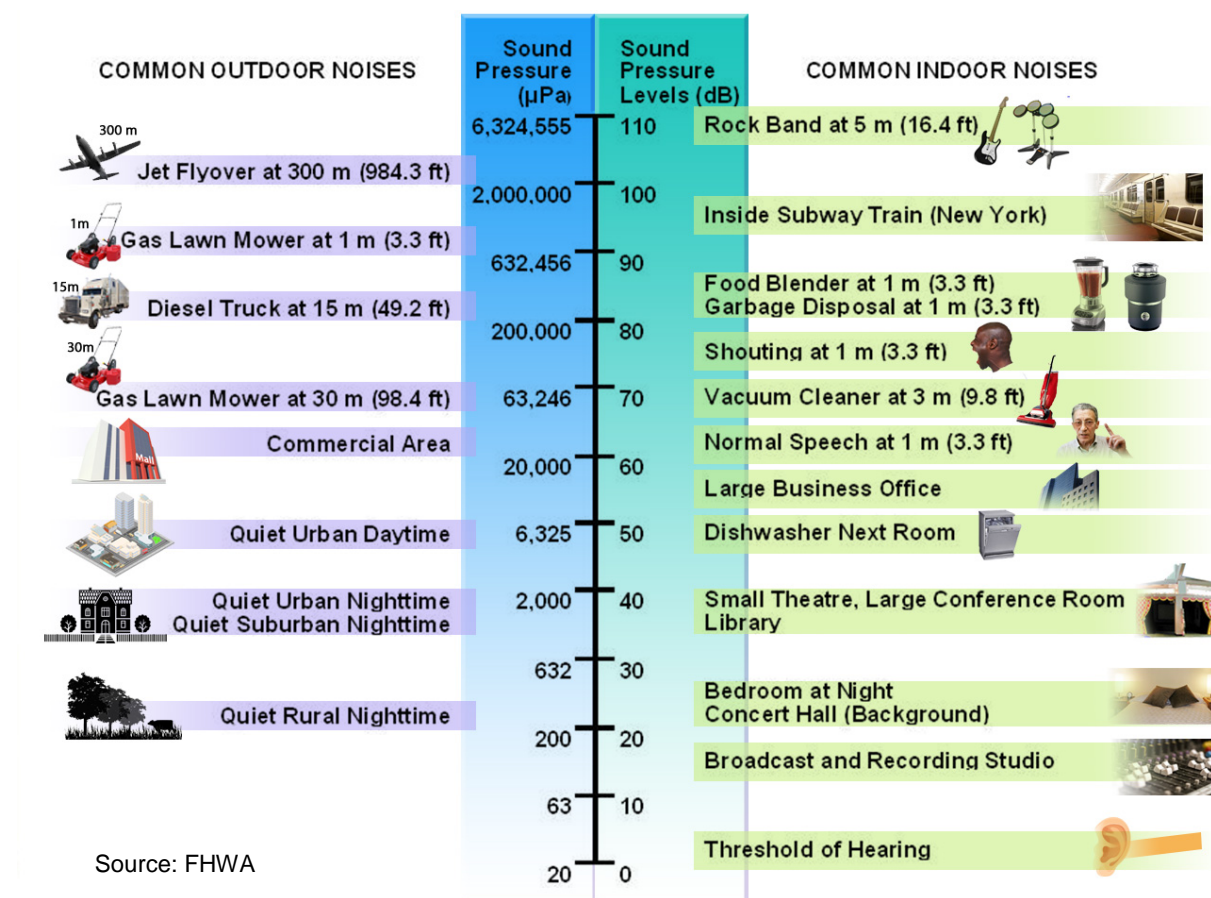 COMMON OUTDOOR NOISES
Sound
Pressure
(µPa)
Sound
Pressure
Levels (dB)
COMMON INDOOR NOISES
6,324,555
110
Rock Band at 5 m (16.4 ft)
300 m
Jet Flyover at 300 m (984.3 ft)
2,000,000
100
Inside Subway Train (New York)
1m
Gas Lawn Mower at 1 m (3.3 ft)
632,456
90
Food Blender at 1 m (3.3 ft)
Garbage Disposal at 1 m (3.3 ft)
15m
Diesel Truck at 15 m (49.2 ft)
200,000
80
Shouting at 1 m (3.3 ft)
30m
Gas Lawn Mower at 30 m (98.4 ft)
63,246
70
Vacuum Cleaner at 3 m (9.8 ft)
Commercial Area
Mall
Normal Speech at 1 m (3.3 ft)
20,000
60
Large Business Office
Quiet Urban Daytime
6,325
50
Dishwasher Next Room
Quiet Urban Nighttime
Quiet Suburban Nighttime
2,000
40
Small Theatre, Large Conference Room
Library
632
30
Bedroom at Night
Concert Hall (Background)
Quiet Rural Nighttime
200
20
Broadcast and Recording Studio
63
10
Threshold of Hearing
20
0
Source: FHWA